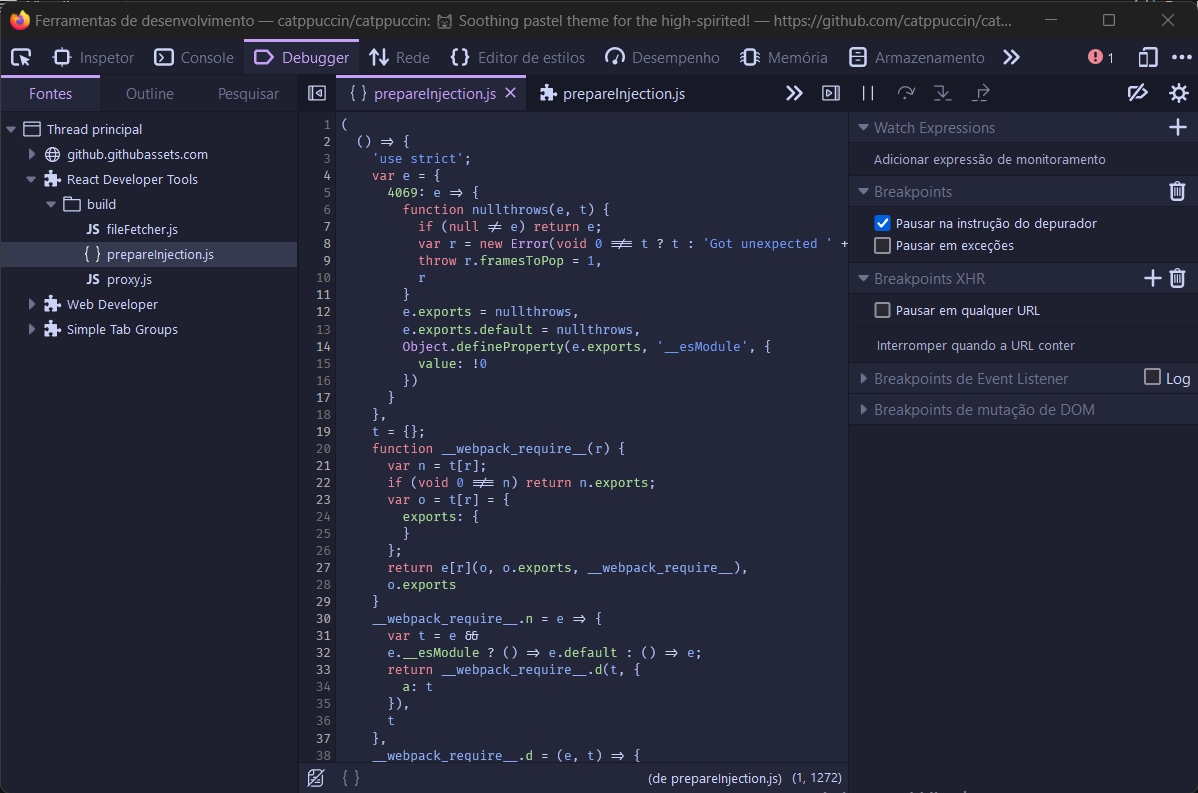 Ferramentas de desenvolvimento — catppuccin/catppuccin: 🐱 Soothing pastel theme for the high-spirited! — https://github.com/catppuccin/cat...
Inspetor Console Debugger Rede {} Editor de estilos Desempenho Memória Armazenamento 1
Fontes Outline Pesquisar
{ } prepareInjection.js prepareInjection.js
Thread principal
github.githubassets.com
React Developer Tools
build
JS fileFetcher.js
{ } prepareInjection.js
JS proxy.js
Web Developer
Simple Tab Groups
1 (
2 () => {
3 'use strict';
4 var e = {
5 4069: e => {
6 function nullthrows(e, t) {
7 if (null != e) return e;
8 var r = new Error(void 0 !== t ? t : 'Got unexpected ' +
9 throw r.framesToPop = 1,
10 r
11 }
12 e.exports = nullthrows,
13 e.exports.default = nullthrows,
14 Object.defineProperty(e.exports, '__esModule', {
15 value: !0
16 })
17 }
18 },
19 t = {};
20 function __webpack_require__(r) {
21 var n = t[r];
22 if (void 0 !== n) return n.exports;
23 var o = t[r] = {
24 exports: {
25 }
26 };
27 return e[r](o, o.exports, __webpack_require__),
28 o.exports
29 }
30 __webpack_require__.n = e => {
31 var t = e &&
32 e.__esModule ? () => e.default : () => e;
33 return __webpack_require__.d(t, {
34 a: t
35 }),
36 t
37 },
38 __webpack_require__.d = (e, t) => {
{ } (de prepareInjection.js) (1, 1272)
Watch Expressions
Adicionar expressão de monitoramento
Breakpoints
Pausar na instrução do depurador
Pausar em exceções
Breakpoints XHR
Pausar em qualquer URL
Interromper quando a URL conter
Breakpoints de Event Listener Log
Breakpoints de mutação de DOM